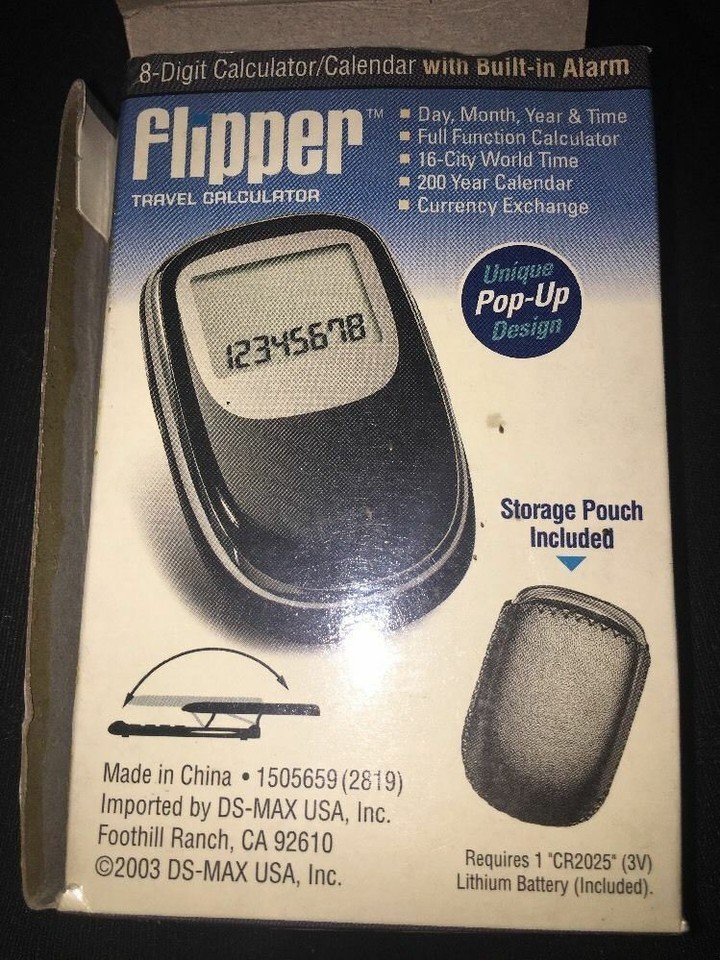 8-Digit Calculator/Calendar with Built-in Alarm
flipper™
TRAVEL CALCULATOR
▪ Day, Month, Year & Time
▪ Full Function Calculator
▪ 16-City World Time
▪ 200 Year Calendar
▪ Currency Exchange
Unique
Pop-Up
Design
12345678
Storage Pouch
Included
Made in China • 1505659 (2819)
Imported by DS-MAX USA, Inc.
Foothill Ranch, CA 92610
©2003 DS-MAX USA, Inc.
Requires 1 "CR2025" (3V)
Lithium Battery (Included).